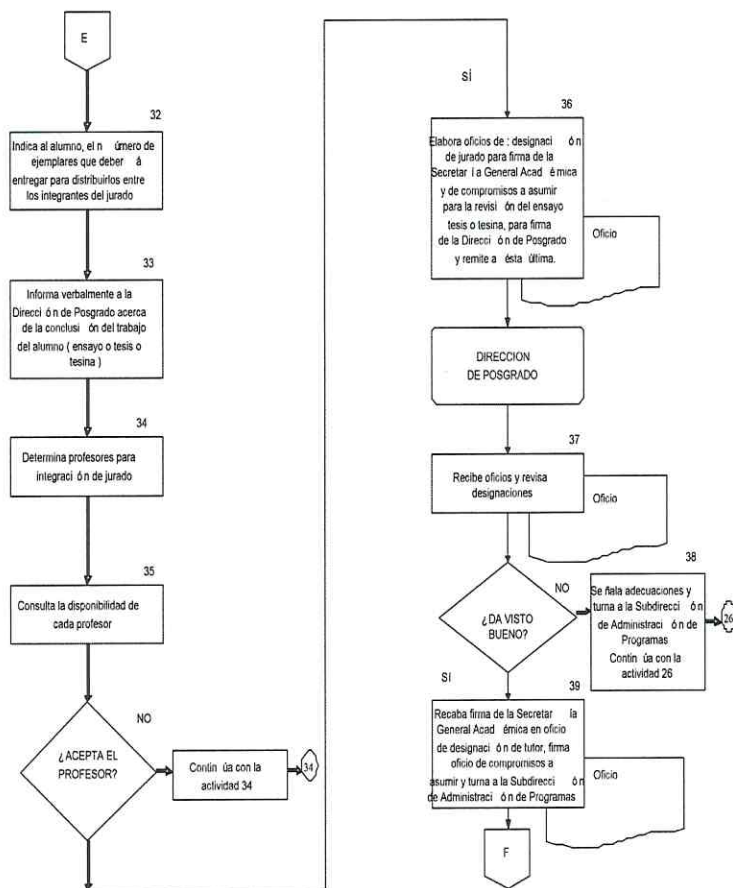 E
32
Indica al alumno, el n úmero de
ejemplares que deber á
entregar para distribuirlos entre
los integrantes del jurado
33
Informa verbalmente a la
Direcci ón de Posgrado acerca
de la conclusi ón del trabajo
del alumno ( ensayo o tesis o
tesina )
34
Determina profesores para
integraci ón de jurado
35
Consulta la disponibilidad de
cada profesor
NO
¿ACEPTA EL
PROFESOR?
Contin úa con la
actividad 34
34
SÍ
36
Elabora oficios de : designaci ón
de jurado para firma de la
Secretar í a General Acad é mica
y de compromisos a asumir
para la revisi ón del ensayo
tesis o tesina, para firma
de la Direcci ón de Posgrado
y remite a ésta última.
Oficio
DIRECCION
DE POSGRADO
37
Recibe oficios y revisa
designaciones
Oficio
¿DA VISTO
BUENO?
NO
38
Se ñala adecuaciones y
turna a la Subdirecci ón
de Administraci ón de
Programas
Contin úa con la
actividad 26
26
SI
39
Recaba firma de la Secretar ía
General Acad émica en oficio
de designaci ón de tutor, firma
oficio de compromisos a
asumir y turna a la Subdirecci ón
de Administraci ón de Programas
Oficio
F